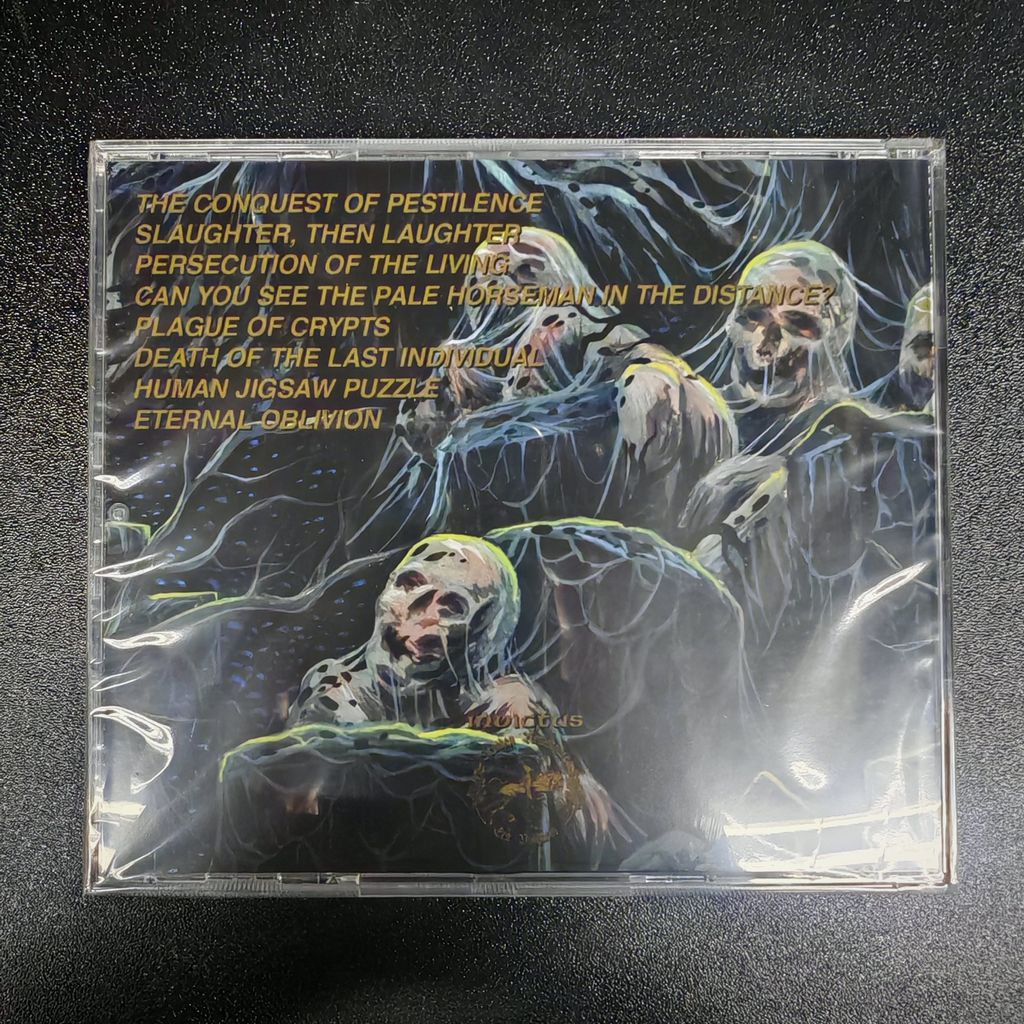 THE CONQUEST OF PESTILENCE
SLAUGHTER, THEN LAUGHTER
PERSECUTION OF THE LIVING
CAN YOU SEE THE PALE HORSEMAN IN THE DISTANCE?
PLAGUE OF CRYPTS
DEATH OF THE LAST INDIVIDUAL
HUMAN JIGSAW PUZZLE
ETERNAL OBLIVION
invictus